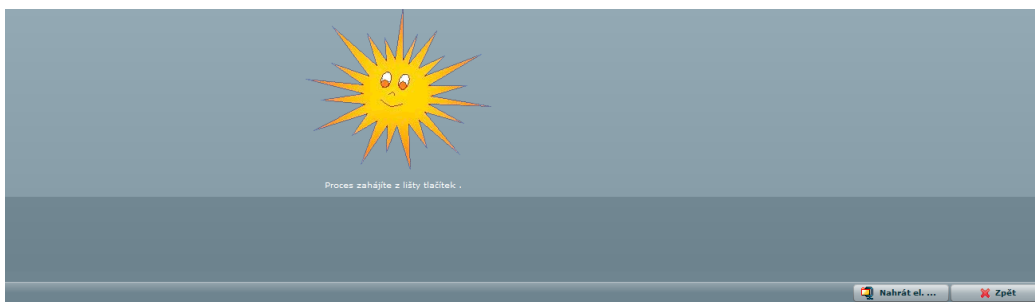 Proces zahájíte z lišty tlačítek .
Nahrát el. ...
Zpět